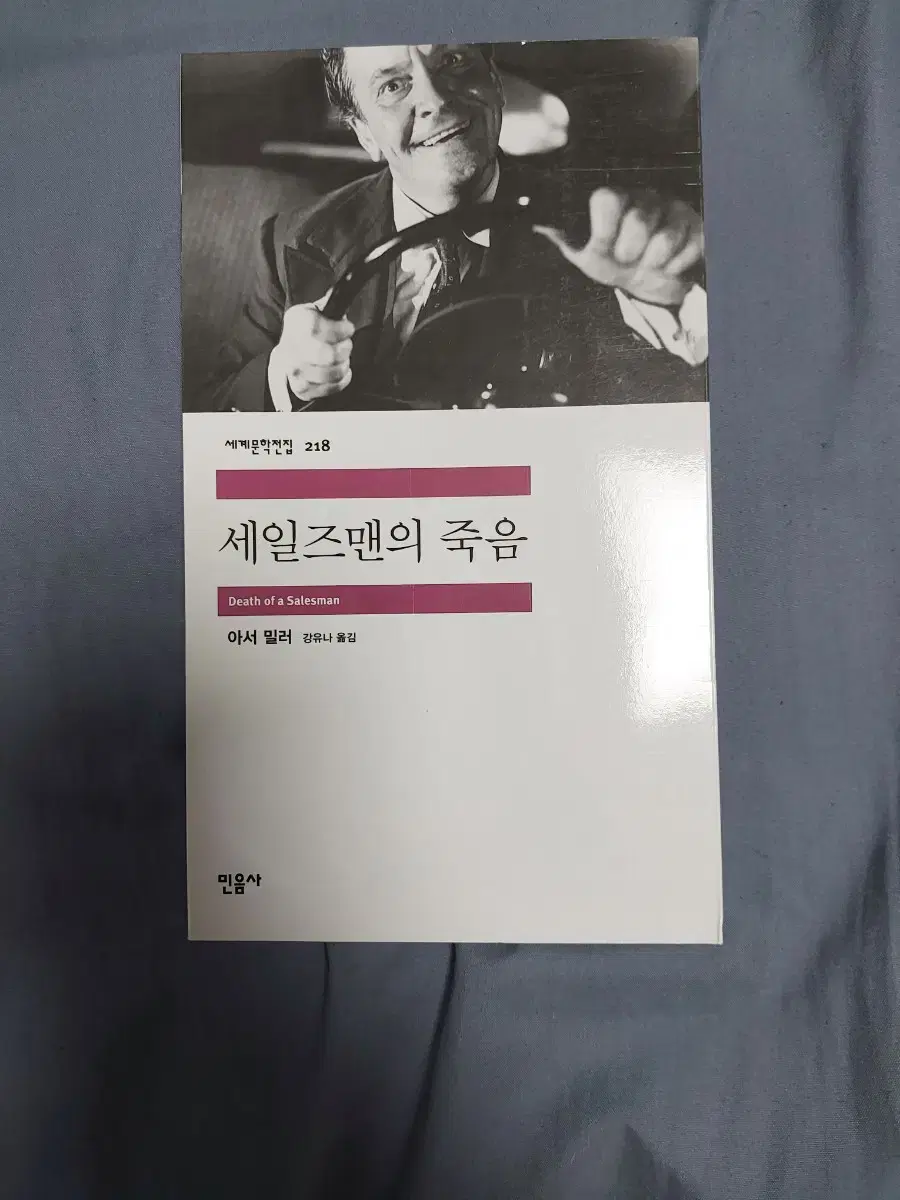 세계문학전집 218
세일즈맨의 죽음
Death of a Salesman
아서 밀러 강유나 옮김
민음사